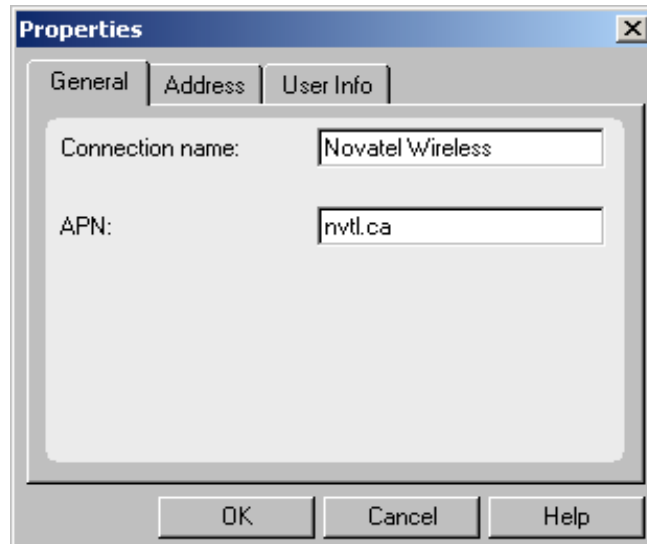 Properties
General Address User Info
Connection name: Novatel Wireless
APN: nvtl.ca
OK Cancel Help